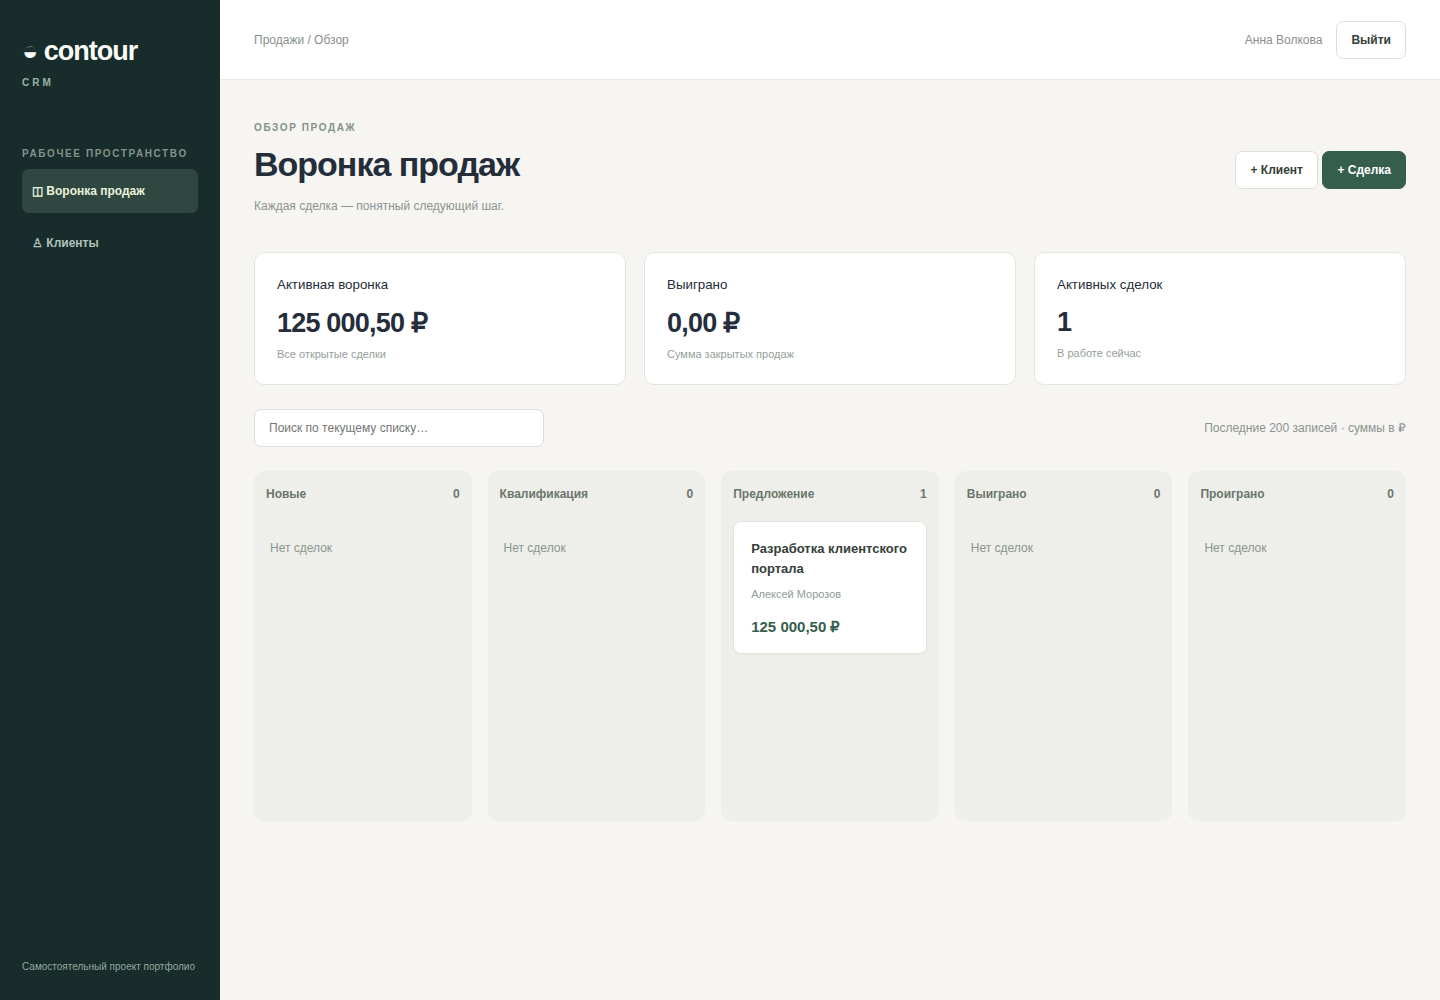 contour
CRM
РАБОЧЕЕ ПРОСТРАНСТВО
Воронка продаж
Клиенты
Самостоятельный проект портфолио
Продажи / Обзор
Анна Волкова
Выйти
ОБЗОР ПРОДАЖ
Воронка продаж
Каждая сделка — понятный следующий шаг.
+ Клиент
+ Сделка
Активная воронка
125 000,50 ₽
Все открытые сделки
Выиграно
0,00 ₽
Сумма закрытых продаж
Активных сделок
1
В работе сейчас
Поиск по текущему списку…
Последние 200 записей · суммы в ₽
Новые 0
Нет сделок
Квалификация 0
Нет сделок
Предложение 1
Разработка клиентского
портала
Алексей Морозов
125 000,50 ₽
Выиграно 0
Нет сделок
Проиграно 0
Нет сделок